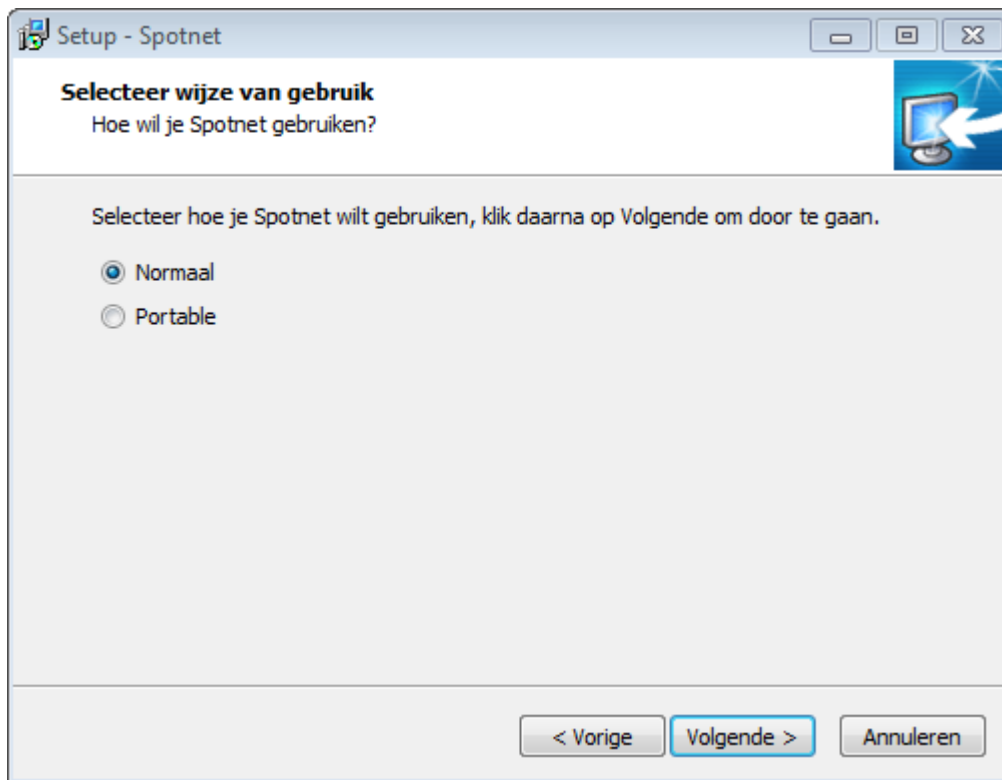 Setup - Spotnet
Selecteer wijze van gebruik
Hoe wil je Spotnet gebruiken?
Selecteer hoe je Spotnet wilt gebruiken, klik daarna op Volgende om door te gaan.
Normaal
Portable
< Vorige
Volgende >
Annuleren